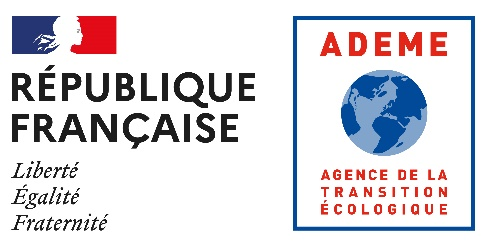 RÉPUBLIQUE
FRANÇAISE
Liberté
Égalité
Fraternité
ADEME
AGENCE DE LA
TRANSITION
ÉCOLOGIQUE